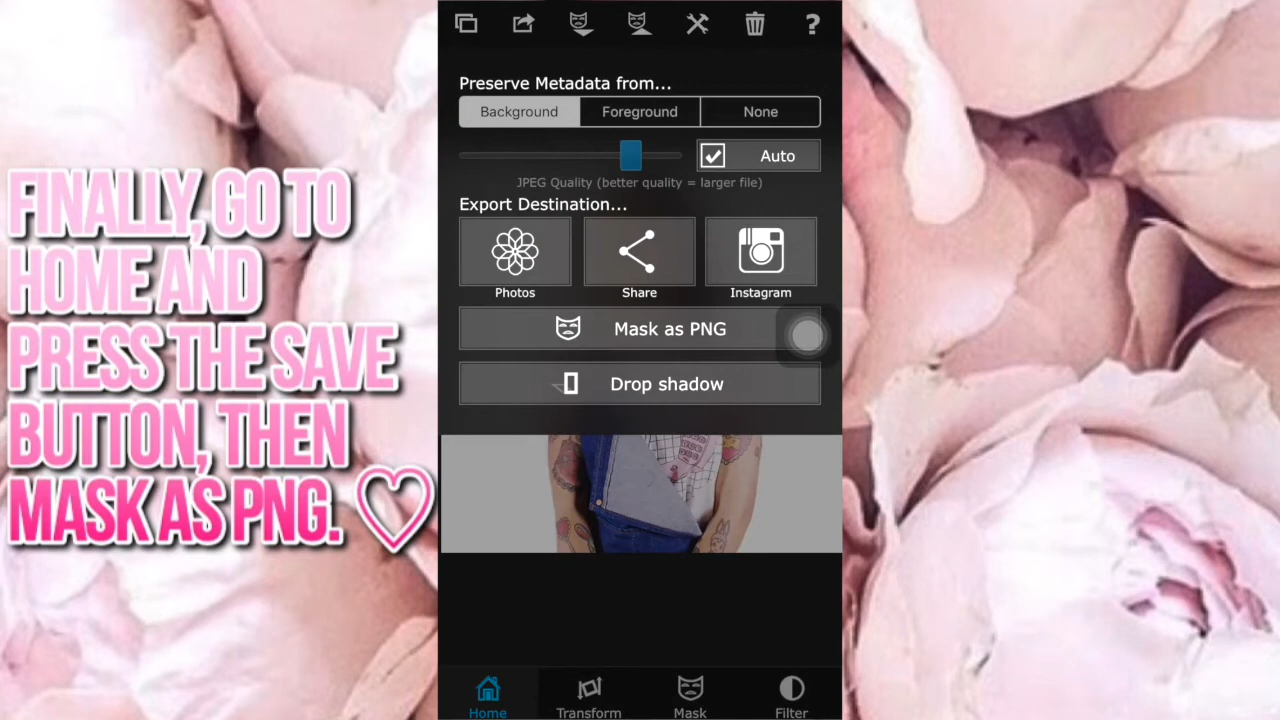 FINALLY, GO TO
HOME AND
PRESS THE SAVE
BUTTON, THEN
MASK AS PNG.
?
Preserve Metadata from...
Background Foreground None
Auto
JPEG Quality (better quality = larger file)
Export Destination...
Photos Share Instagram
Mask as PNG
Drop shadow
Home Transform Mask Filter